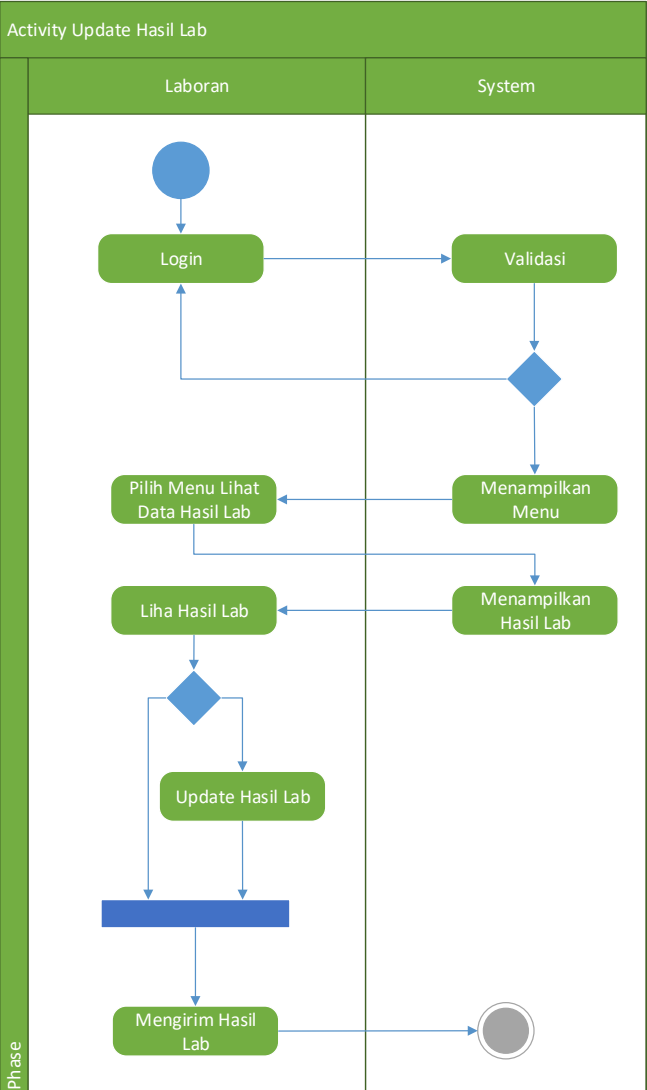 Activity Update Hasil Lab
Laboran
System
Login
Validasi
Pilih Menu Lihat
Data Hasil Lab
Menampilkan
Menu
Liha Hasil Lab
Menampilkan
Hasil Lab
Update Hasil Lab
Mengirim Hasil
Lab
Phase